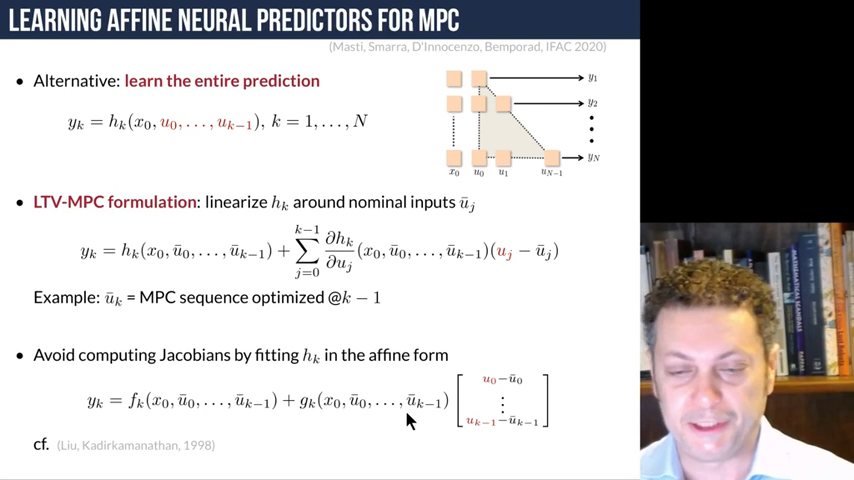 LEARNING AFFINE NEURAL PREDICTORS FOR MPC
(Masti, Smarra, D'Innocenzo, Bemporad, IFAC 2020)
• Alternative: learn the entire prediction
y_k = h_k(x_0, u_0, . . . , u_{k−1}), k = 1, . . . , N
y_1
y_2
y_N
x_0 u_0 u_1 u_{N−1}
• LTV-MPC formulation: linearize h_k around nominal inputs ū_j
y_k = h_k(x_0, ū_0, . . . , ū_{k−1}) + ∑_{j=0}^{k−1} ∂h_k/∂u_j (x_0, ū_0, . . . , ū_{k−1})(u_j − ū_j)
Example: ū_k = MPC sequence optimized @k − 1
• Avoid computing Jacobians by fitting h_k in the affine form
y_k = f_k(x_0, ū_0, . . . , ū_{k−1}) + g_k(x_0, ū_0, . . . , ū_{k−1}) [u_0−ū_0 ⋮ u_{k−1}−ū_{k−1}]
cf. (Liu, Kadirkamanathan, 1998)
MATHEMATICAL SCANDALS